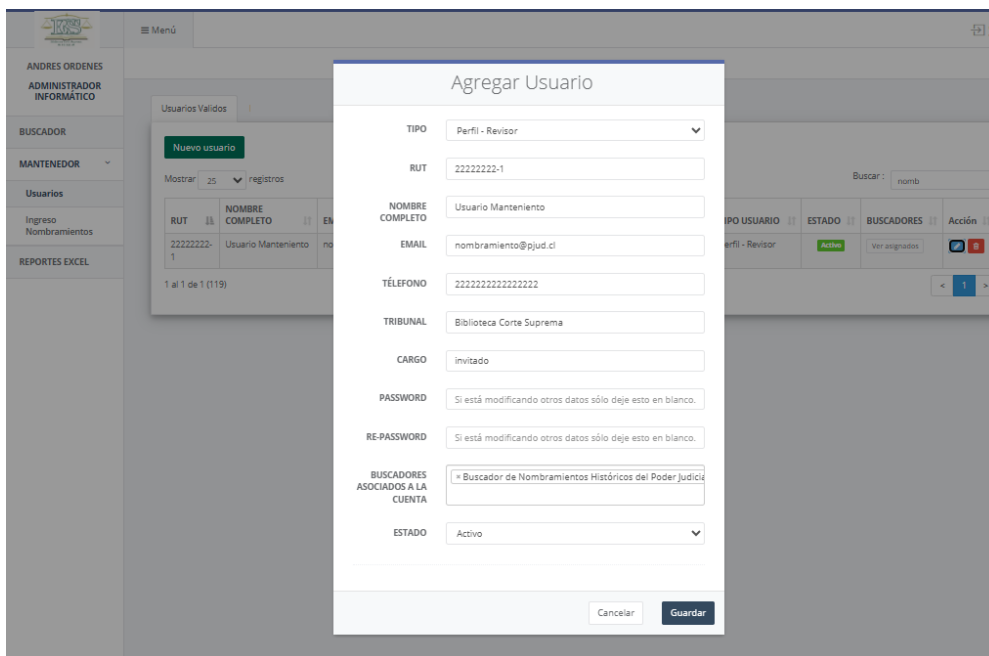 Menú
ANDRES ORDENES
ADMINISTRADOR
INFORMÁTICO
BUSCADOR
MANTENEDOR
Usuarios
Ingreso
Nombramientos
REPORTES EXCEL
Usuarios Validos
Nuevo usuario
Mostrar 25 registros
Buscar : nomb
RUT
NOMBRE
COMPLETO
EM
IPO USUARIO
ESTADO
BUSCADORES
Acción
22222222-
1
Usuario Manteniento
no
erfil - Revisor
Activo
Ver asignados
1 al 1 de 1 (119)
< 1 >
Agregar Usuario
TIPO
Perfil - Revisor
RUT
22222222-1
NOMBRE
COMPLETO
Usuario Manteniento
EMAIL
nombramiento@pjud.cl
TÉLEFONO
2222222222222222
TRIBUNAL
Biblioteca Corte Suprema
CARGO
invitado
PASSWORD
Si está modificando otros datos sólo deje esto en blanco.
RE-PASSWORD
Si está modificando otros datos sólo deje esto en blanco.
BUSCADORES
ASOCIADOS A LA
CUENTA
× Buscador de Nombramientos Históricos del Poder Judicia
ESTADO
Activo
Cancelar
Guardar